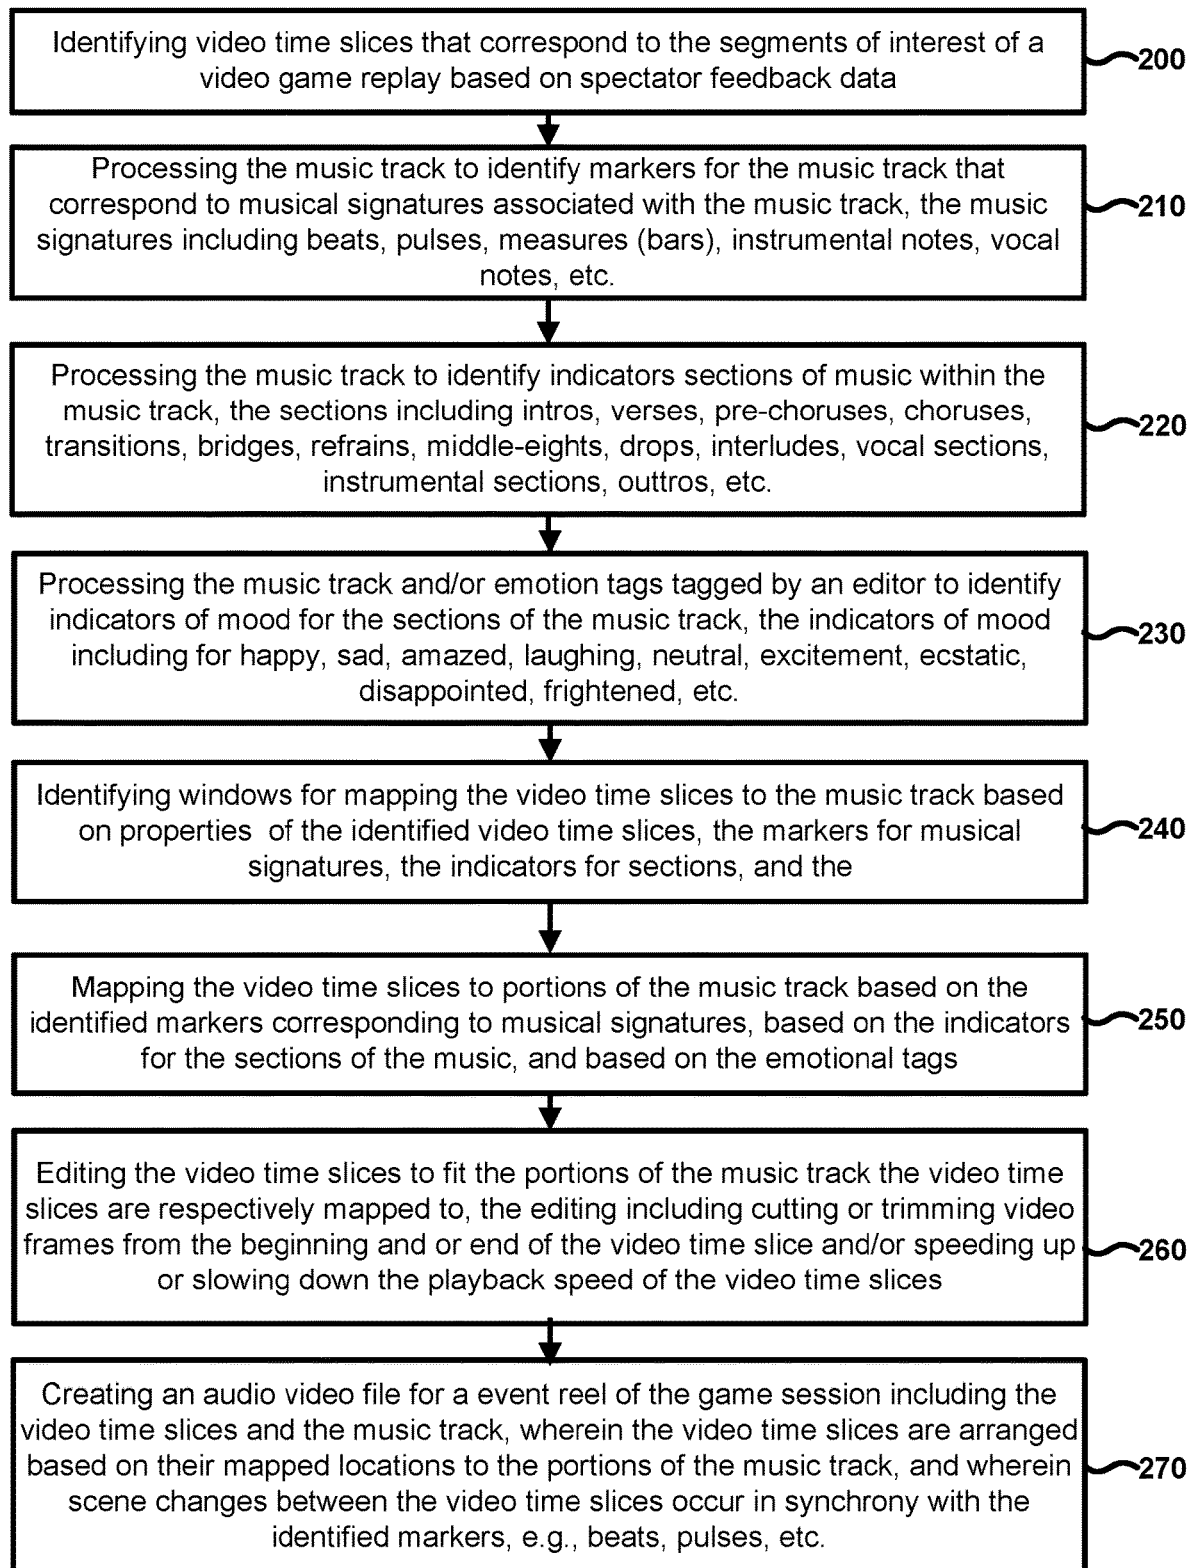 Identifying video time slices that correspond to the segments of interest of a
video game replay based on spectator feedback data
200
Processing the music track to identify markers for the music track that
correspond to musical signatures associated with the music track, the music
signatures including beats, pulses, measures (bars), instrumental notes, vocal
notes, etc.
210
Processing the music track to identify indicators sections of music within the
music track, the sections including intros, verses, pre-choruses, choruses,
transitions, bridges, refrains, middle-eights, drops, interludes, vocal sections,
instrumental sections, outtros, etc.
220
Processing the music track and/or emotion tags tagged by an editor to identify
indicators of mood for the sections of the music track, the indicators of mood
including for happy, sad, amazed, laughing, neutral, excitement, ecstatic,
disappointed, frightened, etc.
230
Identifying windows for mapping the video time slices to the music track based
on properties of the identified video time slices, the markers for musical
signatures, the indicators for sections, and the
240
Mapping the video time slices to portions of the music track based on the
identified markers corresponding to musical signatures, based on the indicators
for the sections of the music, and based on the emotional tags
250
Editing the video time slices to fit the portions of the music track the video time
slices are respectively mapped to, the editing including cutting or trimming video
frames from the beginning and or end of the video time slice and/or speeding up
or slowing down the playback speed of the video time slices
260
Creating an audio video file for a event reel of the game session including the
video time slices and the music track, wherein the video time slices are arranged
based on their mapped locations to the portions of the music track, and wherein
scene changes between the video time slices occur in synchrony with the
identified markers, e.g., beats, pulses, etc.
270